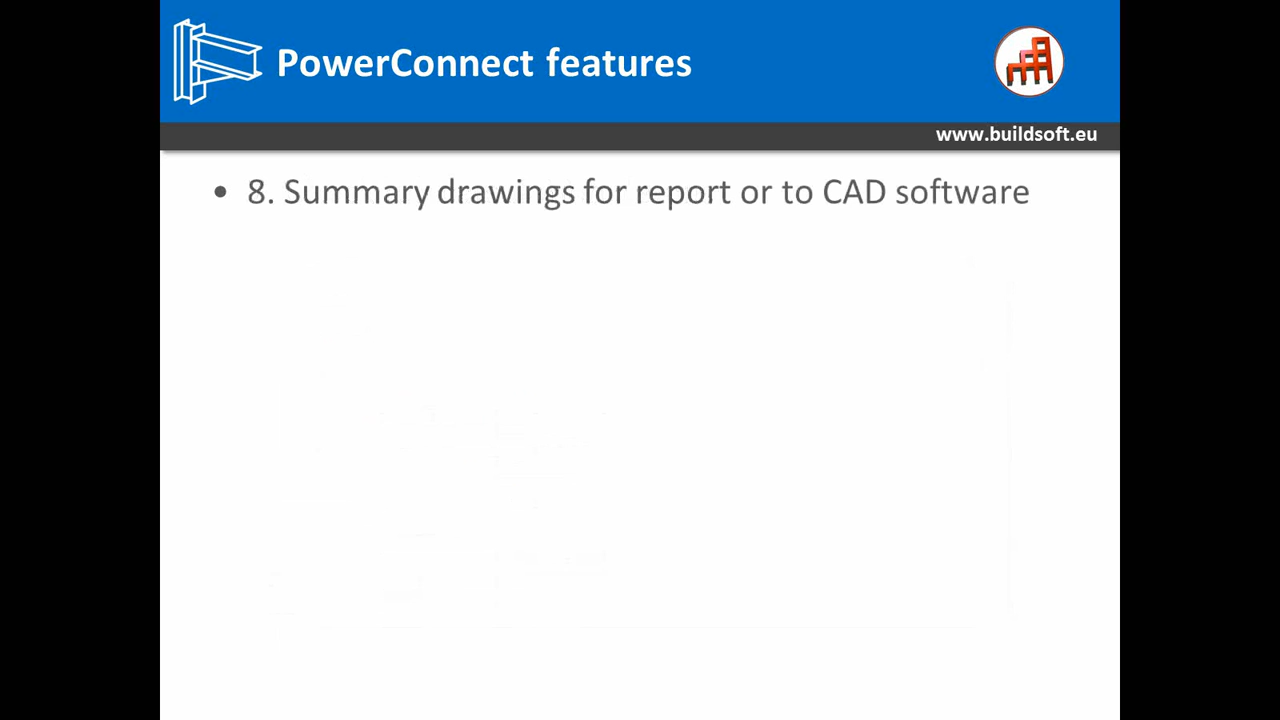 PowerConnect features
www.buildsoft.eu
• 8. Summary drawings for report or to CAD software